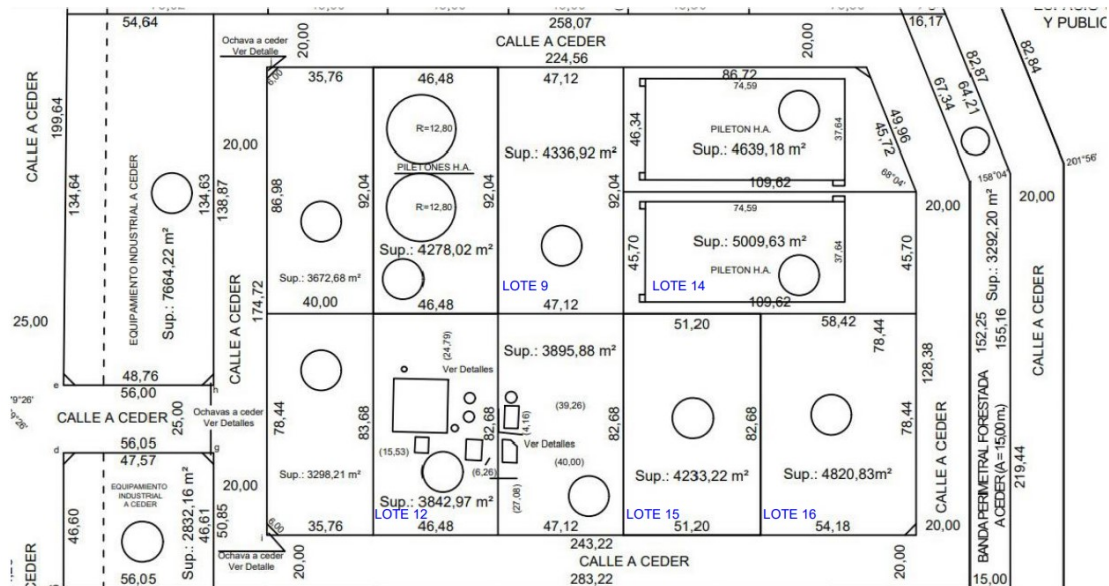 54,64
258,07
16,17
Y PUBLIC
Ochava a ceder
Ver Detalle
20,00
CALLE A CEDER
20,00
224,56
82,87
82,84
6,00
35,76
46,48
47,12
86,72
74,59
67,34
64,21
CALLE A CEDER
199,64
20,00
R=12,80
46,34
PILETON H.A.
37,64
49,96
45,72
Sup.: 4336,92 m²
Sup.: 4639,18 m²
PILETONES H.A.
201°56'
134,64
EQUIPAMIENTO INDUSTRIAL A CEDER
Sup.: 7664,22 m²
134,63
138,87
86,98
92,04
92,04
92,04
109,62
68°04'
158°04'
R=12,80
74,59
20,00
20,00
Sup.: 4278,02 m²
45,70
Sup.: 5009,63 m²
37,64
45,70
Sup.: 3672,68 m²
PILETON H.A.
LOTE 9
LOTE 14
Sup.: 3292,20 m²
CALLE A CEDER
174,72
40,00
46,48
47,12
109,62
25,00
51,20
58,42
(24,79)
Sup.: 3895,88 m²
78,44
152,25
155,16
48,76
Ver Detalles
128,38
CALLE A CEDER
e
h
56,00
9°26'
CALLE A CEDER
25,00
Ochavas a ceder
Ver Detalle
78,44
83,68
82,68
(4,16)
(39,26)
82,68
82,68
78,44
BANDA PERIMETRAL FORESTADA
A CEDER (A=15,00m.)
d
56,05
g
Ver Detalles
47,57
(15,53)
(6,26)
(40,00)
219,44
EQUIPAMIENTO
INDUSTRIAL
A CEDER
20,00
Sup.: 3298,21 m²
Sup.: 4233,22 m²
Sup.: 4820,83m²
CALLE A CEDER
Sup.: 3842,97 m²
(27,08)
46,60
Sup.: 2832,16 m²
46,61
50,85
6,00
LOTE 12
LOTE 15
LOTE 16
35,76
46,48
47,12
51,20
54,18
20,00
i
243,22
Ochava a ceder
Ver Detalle
20,00
CALLE A CEDER
20,00
CEDER
56,05
283,22
15,00